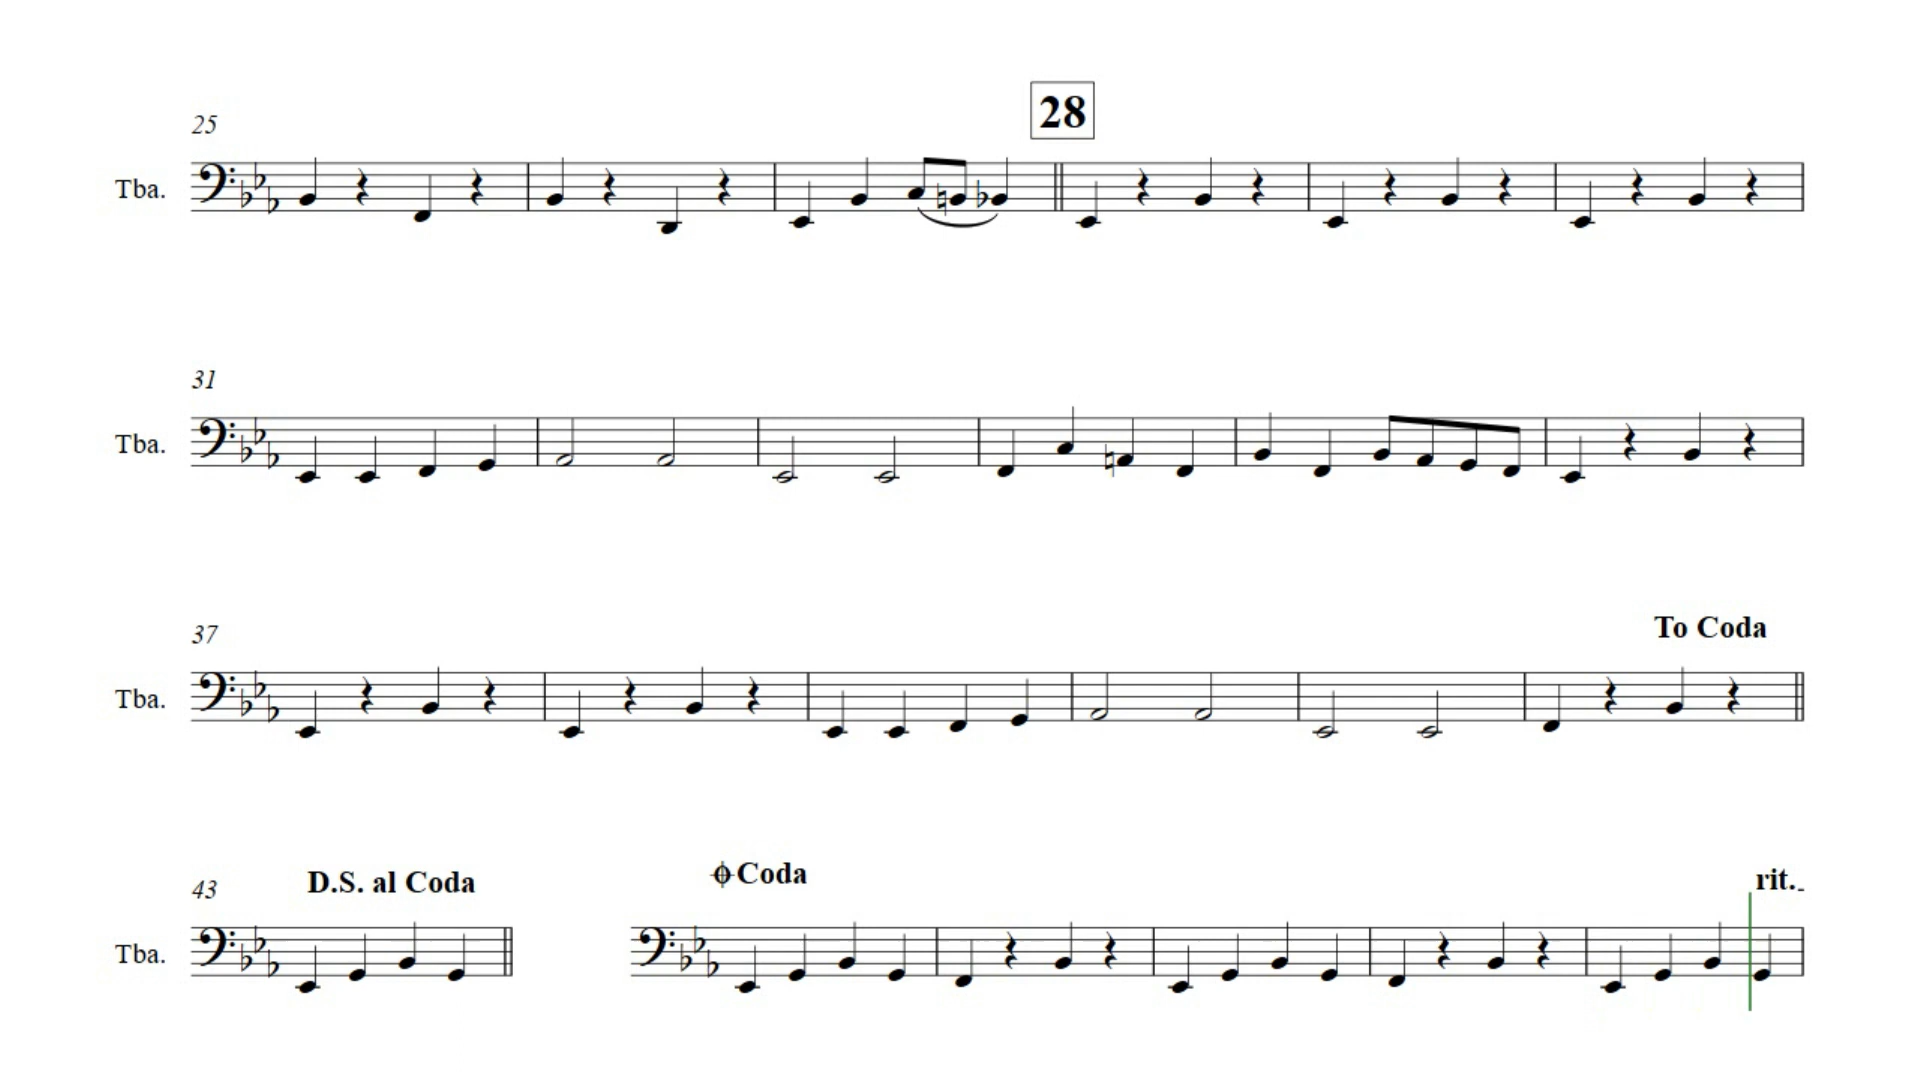 28
25
Tba.
31
Tba.
37
To Coda
Tba.
43 D.S. al Coda Coda rit._
Tba.